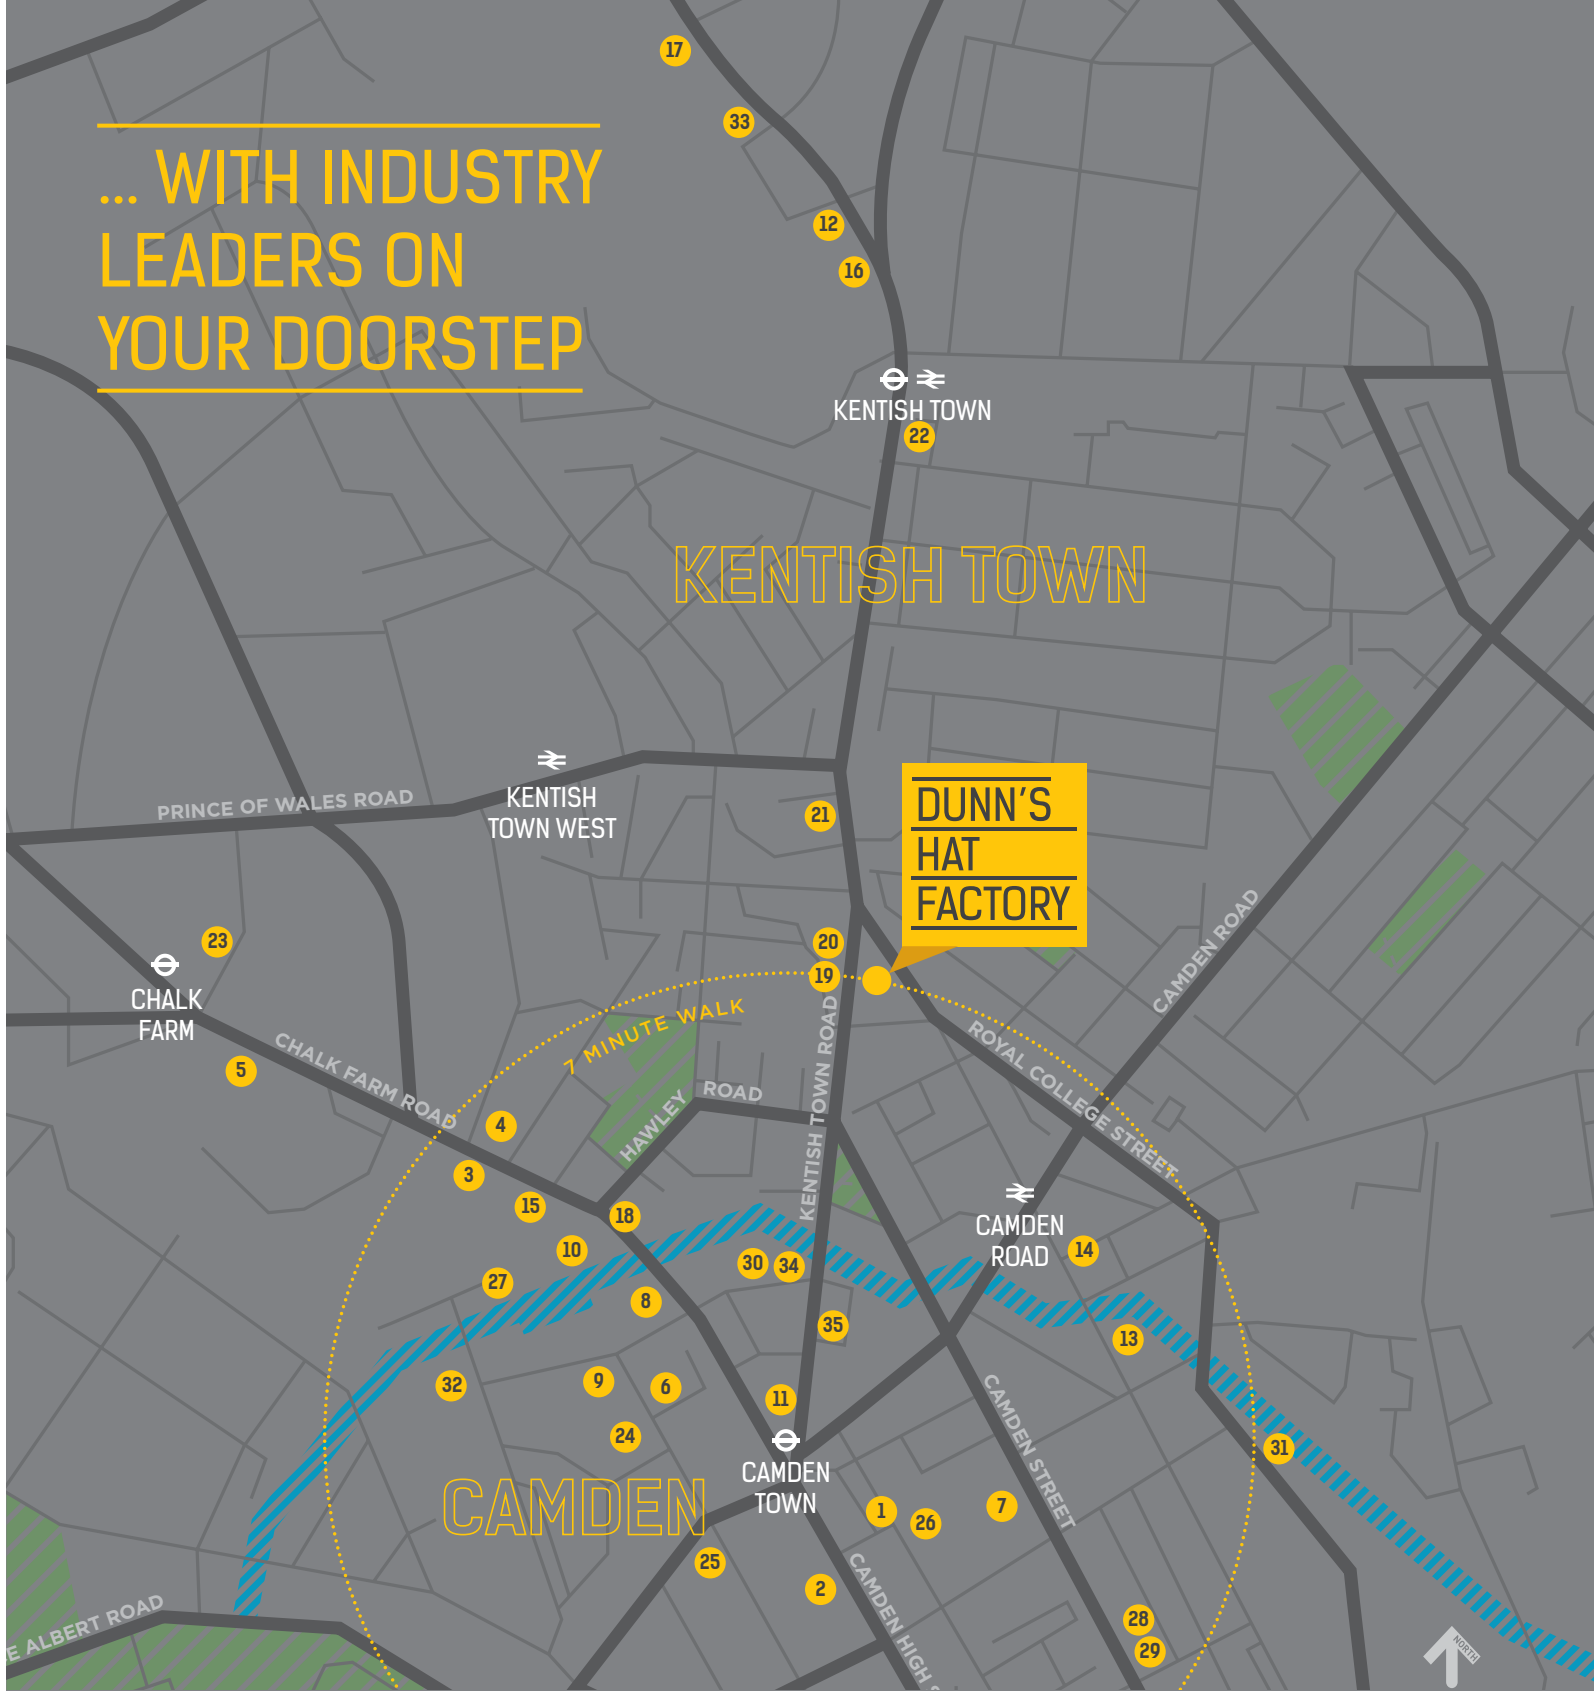 17
33
... WITH INDUSTRY
LEADERS ON
YOUR DOORSTEP
12
16
KENTISH TOWN
22
KENTISH TOWN
PRINCE OF WALES ROAD
KENTISH
TOWN WEST
21
DUNN'S
HAT
FACTORY
CAMDEN ROAD
23
20
19
CHALK
FARM
5
CHALK FARM ROAD
7 MINUTE WALK
KENTISH TOWN ROAD
ROYAL COLLEGE STREET
HAWLEY
ROAD
4
3
15
18
10
27
8
30
34
CAMDEN
ROAD
14
35
13
32
9
6
11
24
31
CAMDEN
CAMDEN
TOWN
CAMDEN STREET
1
26
7
25
2
CAMDEN HIGH S
28
29
E ALBERT ROAD
NORTH